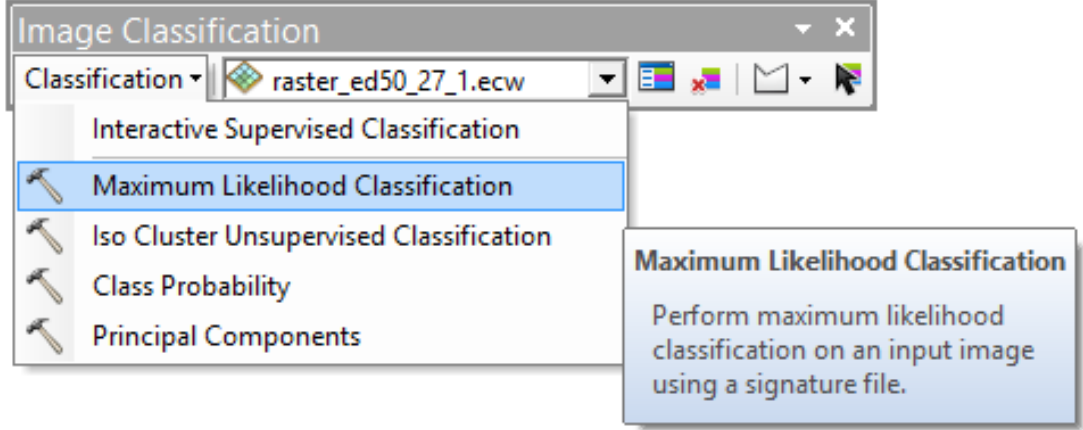 Image Classification
Classification
raster_ed50_27_1.ecw
Interactive Supervised Classification
Maximum Likelihood Classification
Iso Cluster Unsupervised Classification
Class Probability
Principal Components
Maximum Likelihood Classification
Perform maximum likelihood
classification on an input image
using a signature file.